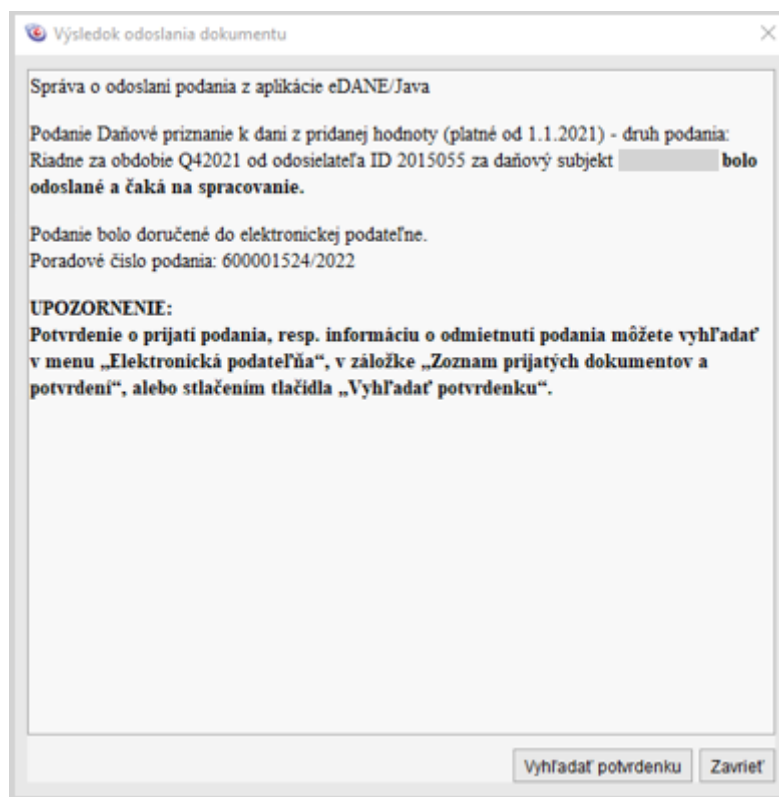 Výsledok odoslania dokumentu
Správa o odoslaní podania z aplikácie eDANE/Java
Podanie Daňové priznanie k dani z pridanej hodnoty (platné od 1.1.2021) - druh podania:
Riadne za obdobie Q42021 od odosielateľa ID 2015055 za daňový subjekt bolo
odoslané a čaká na spracovanie.
Podanie bolo doručené do elektronickej podateľne.
Poradové číslo podania: 600001524/2022
UPOZORNENIE:
Potvrdenie o prijatí podania, resp. informáciu o odmietnutí podania môžete vyhľadať
v menu „Elektronická podateľňa“, v záložke „Zoznam prijatých dokumentov a
potvrdení“, alebo stlačením tlačidla „Vyhľadať potvrdenku“.
Vyhľadať potvrdenku Zavrieť